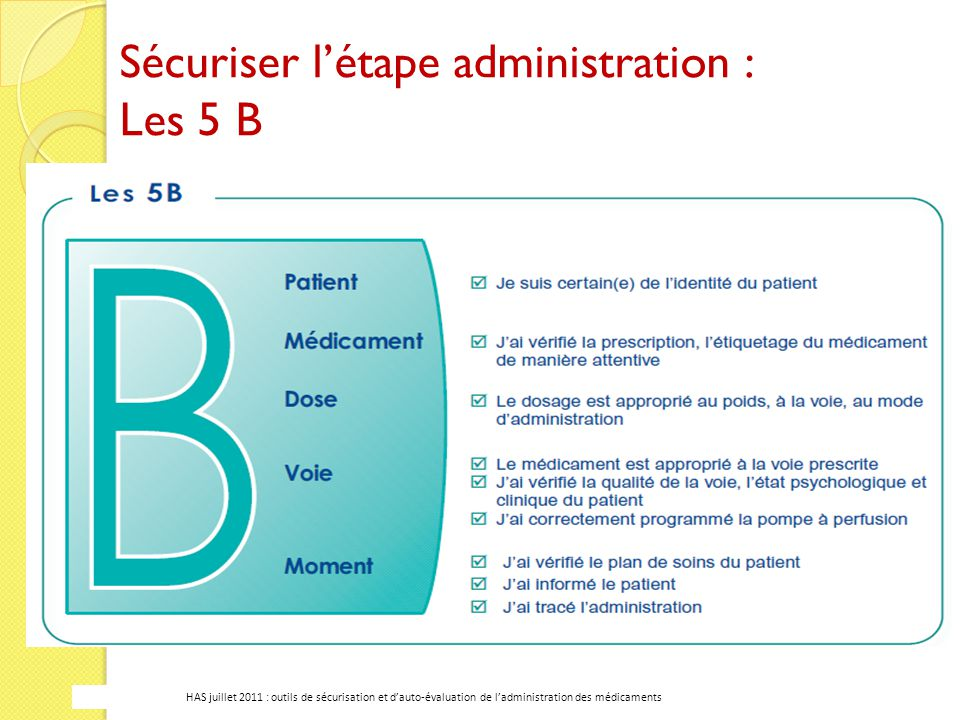 Sécuriser l’étape administration :
Les 5 B
Les 5B
B
Patient
☑ Je suis certain(e) de l’identité du patient
Médicament
☑ J’ai vérifié la prescription, l’étiquetage du médicament
de manière attentive
Dose
☑ Le dosage est approprié au poids, à la voie, au mode
d’administration
Voie
☑ Le médicament est approprié à la voie prescrite
☑ J’ai vérifié la qualité de la voie, l’état psychologique et
clinique du patient
☑ J’ai correctement programmé la pompe à perfusion
Moment
☑ J’ai vérifié le plan de soins du patient
☑ J’ai informé le patient
☑ J’ai tracé l’administration
HAS juillet 2011 : outils de sécurisation et d’auto-évaluation de l’administration des médicaments